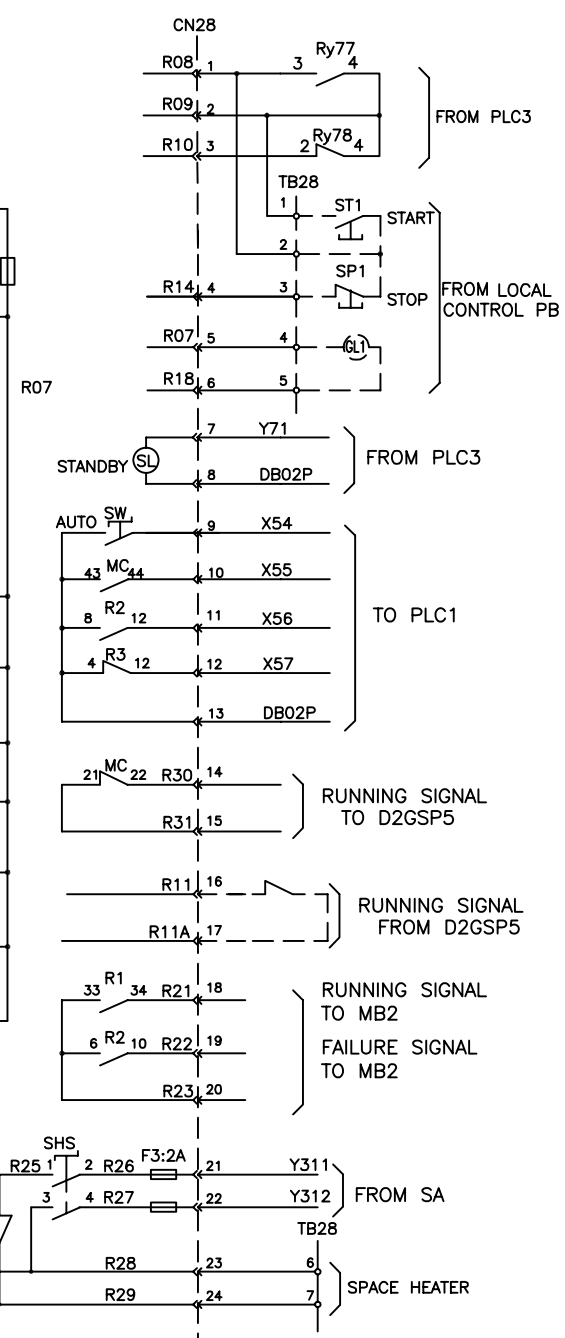 CN28
R08 1 3 Ry77 4
R09 2
FROM PLC3
R10 3 2 Ry78 4
TB28
1 ST1 START
2
SP1
R14 4 3 STOP
FROM LOCAL
CONTROL PB
R07 5 4 GL1
R18 6 5
R07
7 Y71
STANDBY SL
FROM PLC3
8 DB02P
AUTO SW 9 X54
43 MC 44 10 X55
8 R2 12 11 X56
TO PLC1
4 R3 12 12 X57
13 DB02P
21 MC 22 R30 14
RUNNING SIGNAL
TO D2GSP5
R31 15
R11 16
RUNNING SIGNAL
FROM D2GSP5
R11A 17
33 R1 34 R21 18
RUNNING SIGNAL
TO MB2
6 R2 10 R22 19
FAILURE SIGNAL
TO MB2
R23 20
SHS
R25 1 2 R26 F3:2A 21 Y311
3 4 R27 22 Y312
FROM SA
TB28
R28 23 6
SPACE HEATER
R29 24 7